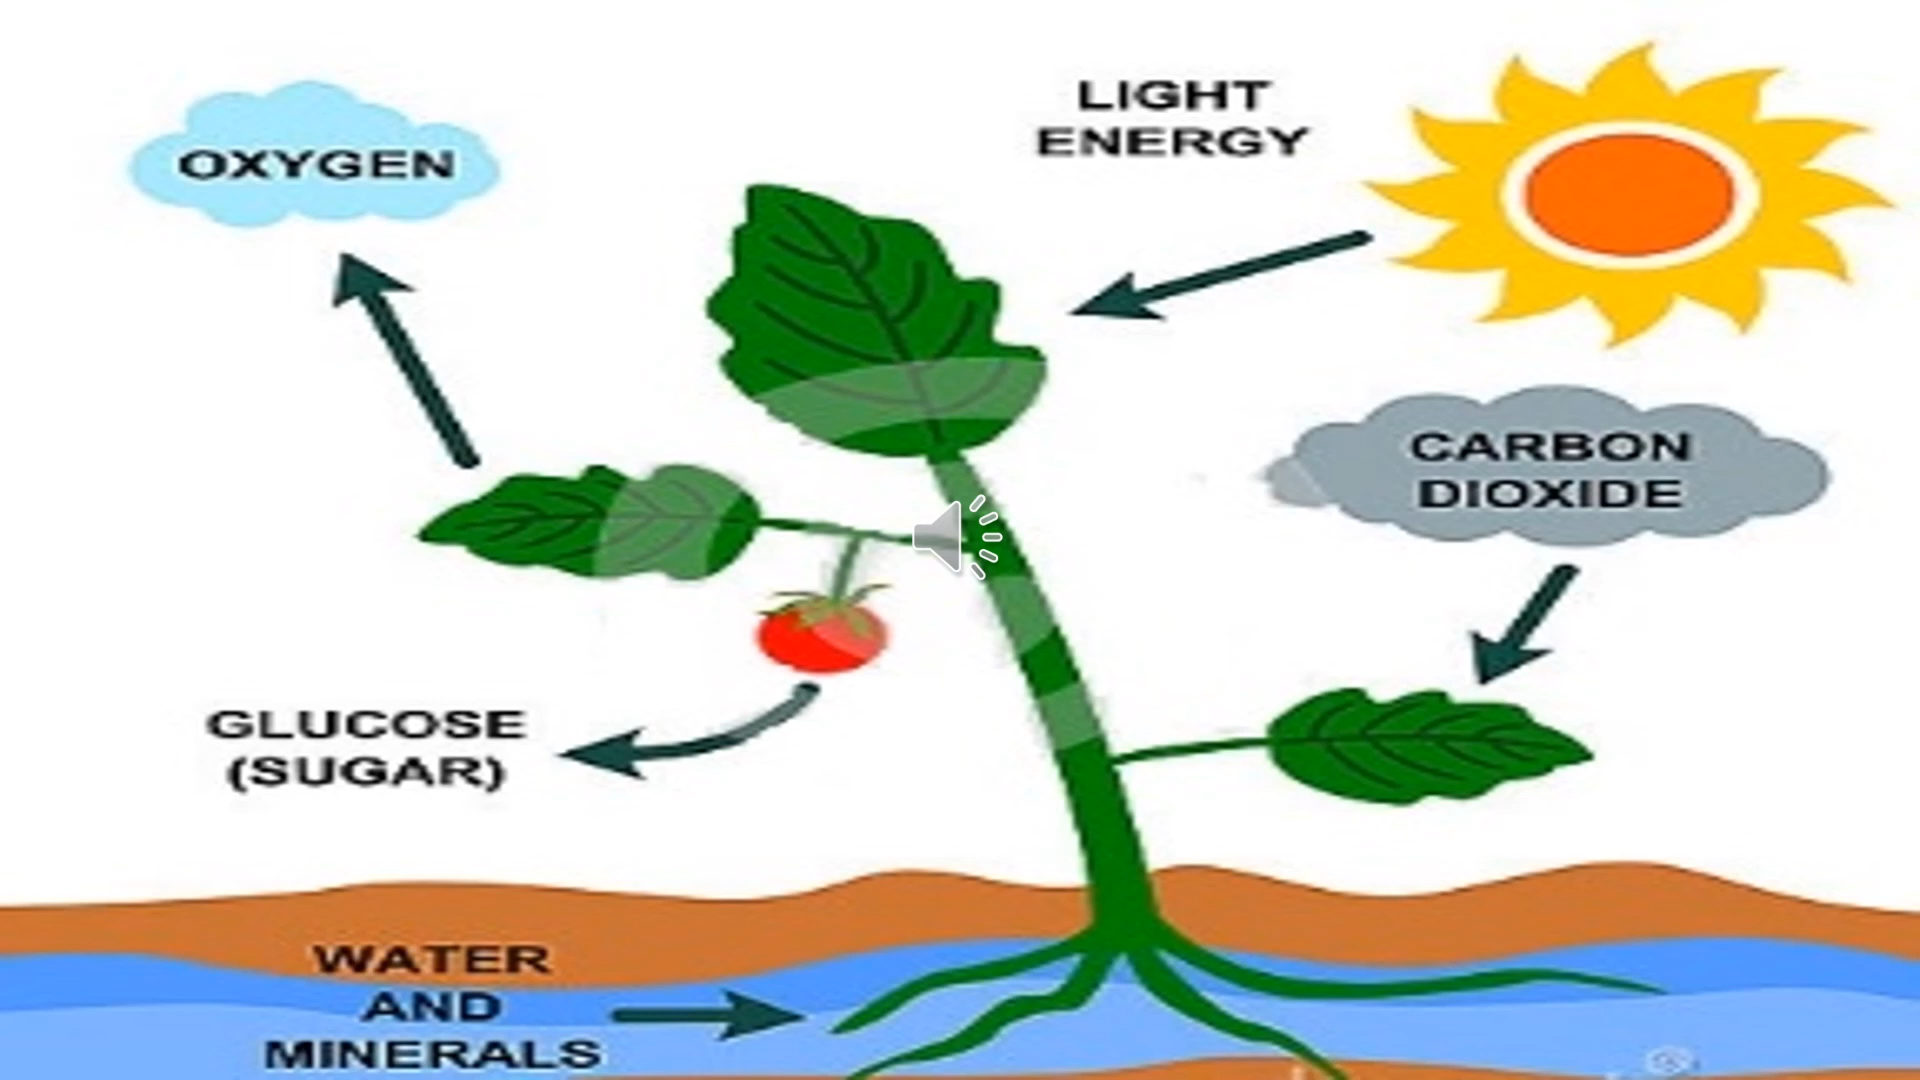 OXYGEN
LIGHT
ENERGY
CARBON
DIOXIDE
GLUCOSE
(SUGAR)
WATER
AND
MINERALS